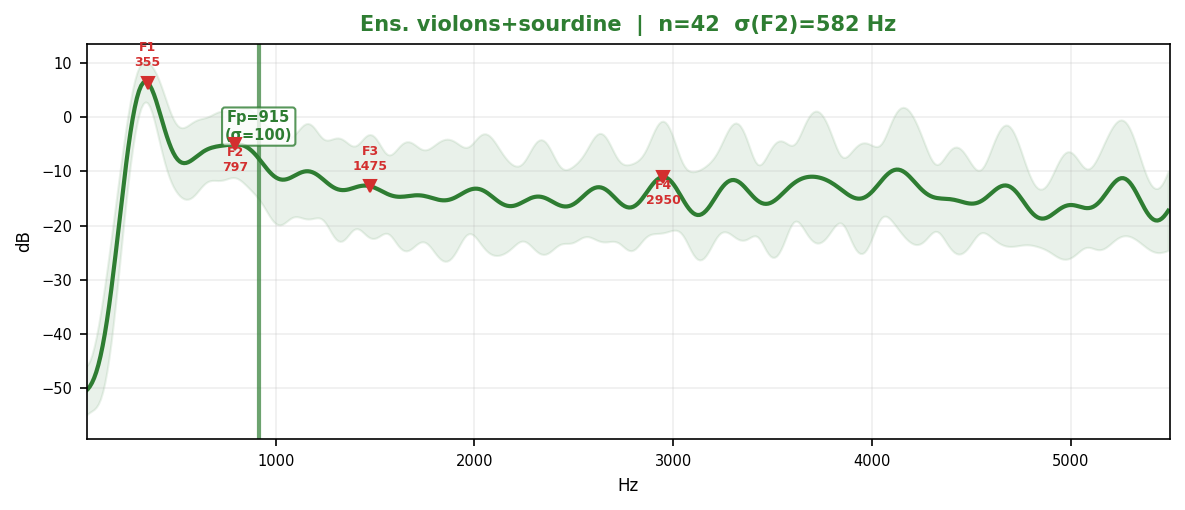 Ens. violons+sourdine | n=42 σ(F2)=582 Hz
F1
355
Fp=915
(σ=100)
F2
797
F3
1475
F4
2950
10
0
−10
−20
−30
−40
−50
dB
1000
2000
3000
4000
5000
Hz